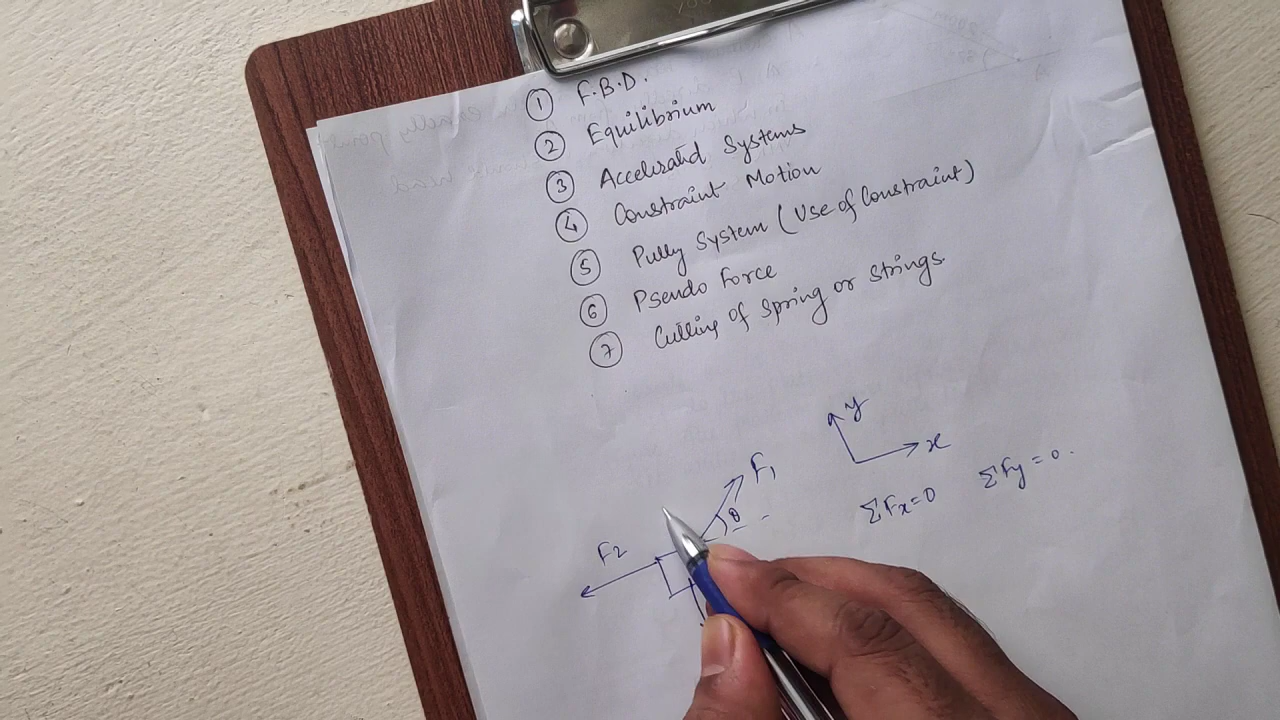 ① F.B.D.
② Equilibrium
③ Accelerated Systems
④ Constraint Motion
⑤ Pully System (Use of Constraint)
⑥ Pseudo Force
⑦ Cutting of Spring or Strings.
y
x
F1
θ
ΣFx=0 ΣFy=0.
F2